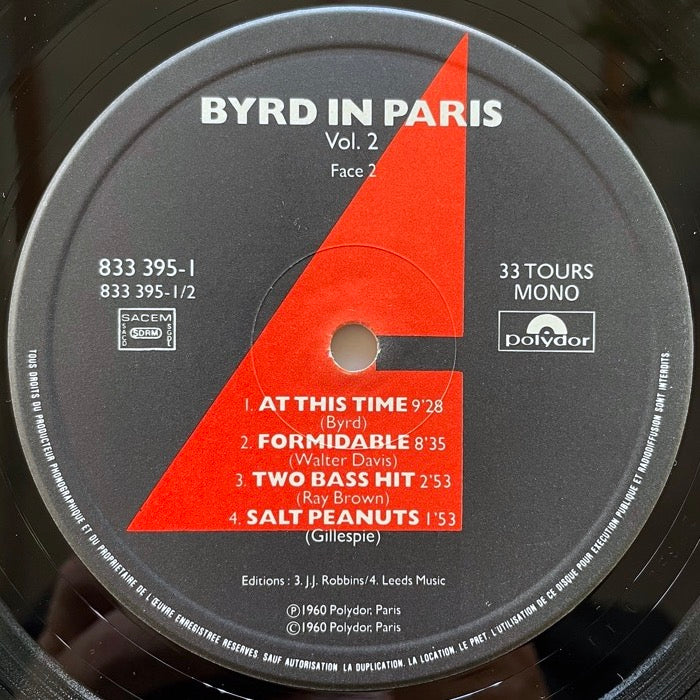 BYRD IN PARIS
Vol. 2
Face 2
833 395-1
833 395-1/2
SACEM
SACD
SDRM
SGDL
33 TOURS
MONO
polydor
1. AT THIS TIME 9'28
(Byrd)
2. FORMIDABLE 8'35
(Walter Davis)
3. TWO BASS HIT 2'53
(Ray Brown)
4. SALT PEANUTS 1'53
(Gillespie)
Editions : 3. J.J. Robbins/4. Leeds Music
Ⓟ1960 Polydor, Paris
©1960 Polydor, Paris
TOUS DROITS DU PRODUCTEUR PHONOGRAPHIQUE ET DU PROPRIETAIRE DE L'ŒUVRE ENREGISTREE RESERVES. SAUF AUTORISATION LA DUPLICATION. LA LOCATION. LE PRET. L'UTILISATION DE CE DISQUE POUR EXECUTION PUBLIQUE ET RADIODIFFUSION SONT INTERDITS.